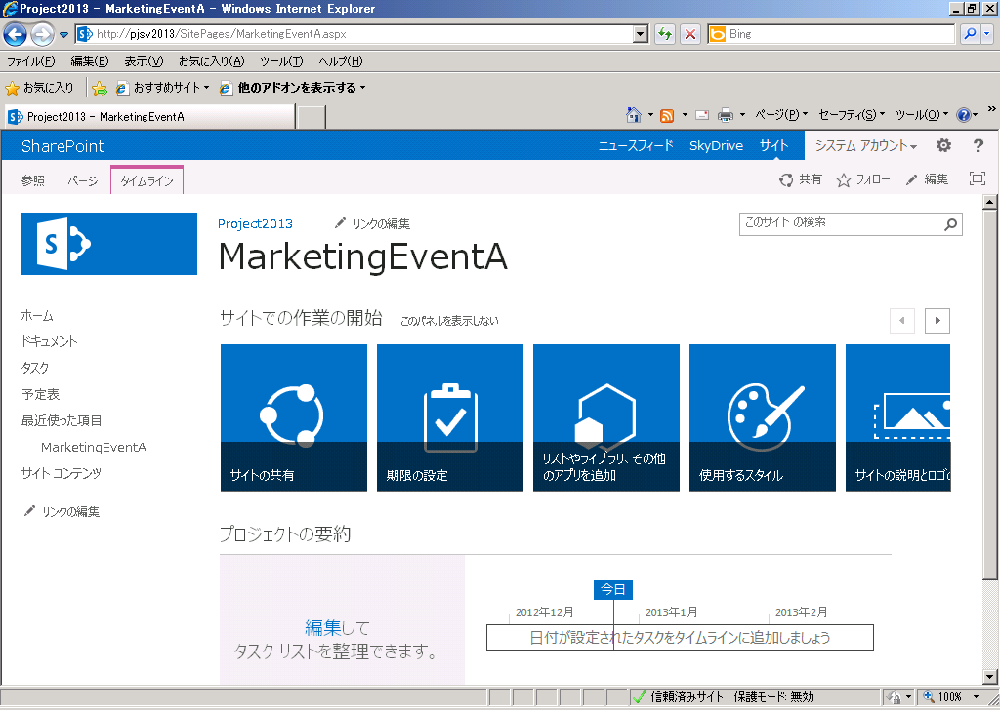 Project2013 - MarketingEventA - Windows Internet Explorer
http://pjsv2013/SitePages/MarketingEventA.aspx
Bing
ファイル(F) 編集(E) 表示(V) お気に入り(A) ツール(T) ヘルプ(H)
お気に入り おすすめサイト 他のアドオンを表示する
Project2013 - MarketingEventA
ページ(P) セーフティ(S) ツール(O)
SharePoint
ニュースフィード SkyDrive サイト システム アカウント ?
参照 ページ タイムライン
共有 フォロー 編集
S
Project2013 リンクの編集
このサイト の検索
MarketingEventA
ホーム
ドキュメント
タスク
予定表
最近使った項目
MarketingEventA
サイト コンテンツ
リンクの編集
サイトでの作業の開始 このパネルを表示しない
サイトの共有
期限の設定
リストやライブラリ、その他
のアプリを追加
使用するスタイル
サイトの説明とロゴの
プロジェクトの要約
編集して
タスク リストを整理できます。
今日
2012年12月 2013年1月 2013年2月
日付が設定されたタスクをタイムラインに追加しましょう
信頼済みサイト | 保護モード: 無効
100%